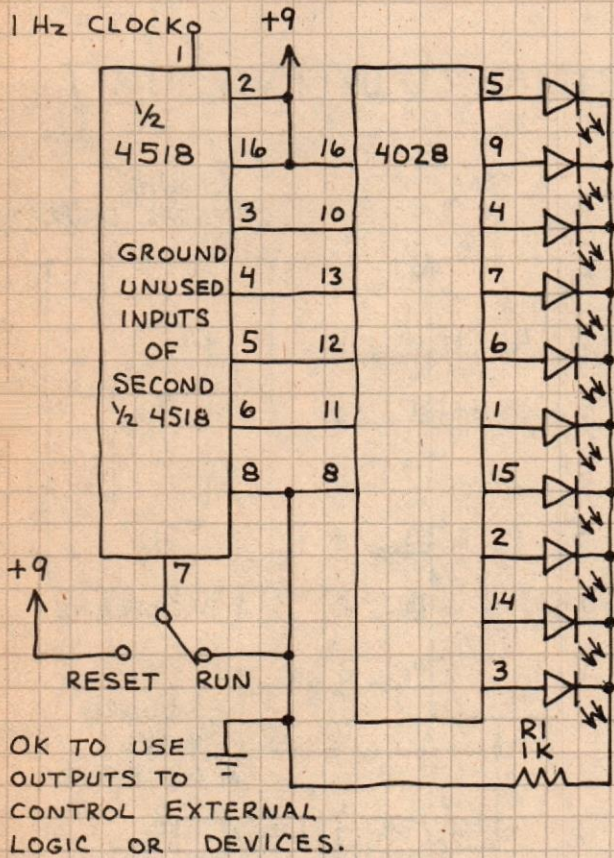 1 Hz CLOCK
+9
1
2
5
½
4518
16
16
4028
9
3
10
4
GROUND
UNUSED
INPUTS
OF
SECOND
½ 4518
4
13
7
5
12
6
6
11
1
8
8
15
2
+9
7
14
RESET
RUN
3
R1
1K
OK TO USE
OUTPUTS TO
CONTROL EXTERNAL
LOGIC OR DEVICES.